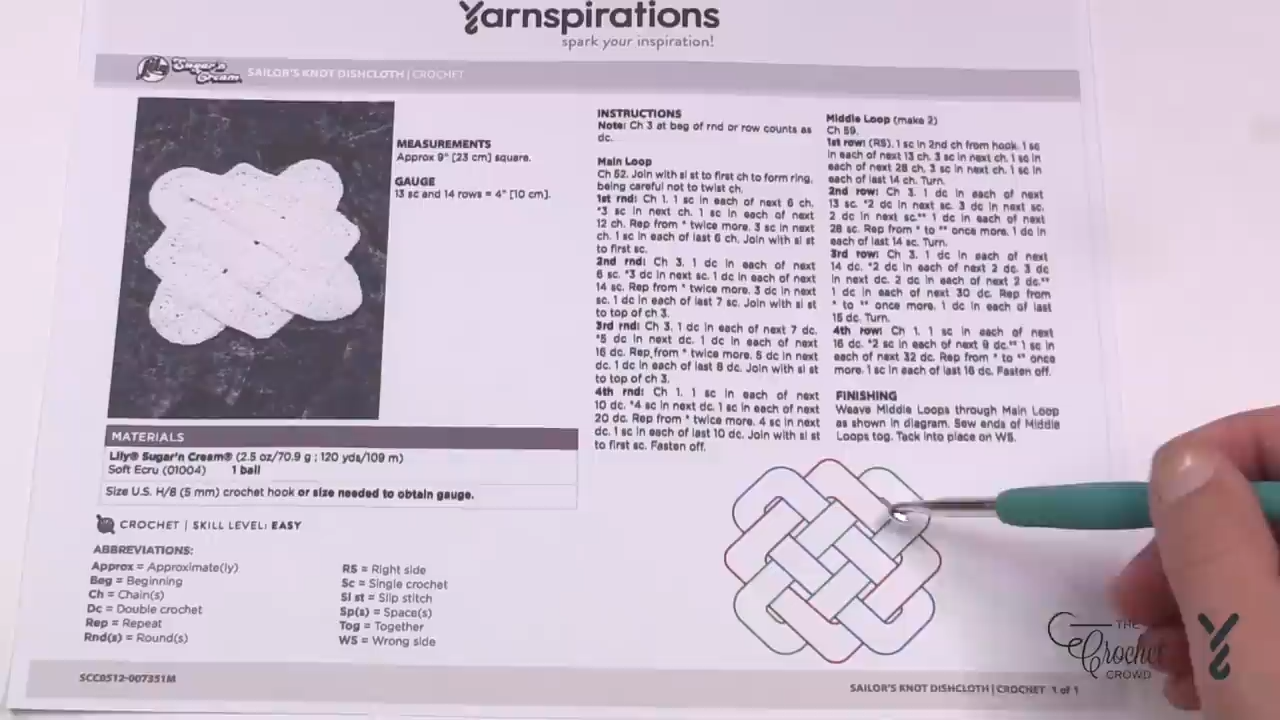 Yarnspirations
spark your inspiration!
Lily Sugar'n Cream SAILOR'S KNOT DISHCLOTH | CROCHET
MEASUREMENTS
Approx 9" [23 cm] square.
GAUGE
13 sc and 14 rows = 4" [10 cm].
MATERIALS
Lily® Sugar'n Cream® (2.5 oz/70.9 g ; 120 yds/109 m)
Soft Ecru (01004) 1 ball
Size U.S. H/8 (5 mm) crochet hook or size needed to obtain gauge.
CROCHET | SKILL LEVEL: EASY
ABBREVIATIONS:
Approx = Approximate(ly)
Beg = Beginning
Ch = Chain(s)
Dc = Double crochet
Rep = Repeat
Rnd(s) = Round(s)
RS = Right side
Sc = Single crochet
Sl st = Slip stitch
Sp(s) = Space(s)
Tog = Together
WS = Wrong side
INSTRUCTIONS
Note: Ch 3 at beg of rnd or row counts as
dc.
Main Loop
Ch 52. Join with sl st to first ch to form ring,
being careful not to twist ch.
1st rnd: Ch 1. 1 sc in each of next 6 ch.
*3 sc in next ch. 1 sc in each of next
12 ch. Rep from * twice more. 3 sc in next
ch. 1 sc in each of last 6 ch. Join with sl st
to first sc.
2nd rnd: Ch 3. 1 dc in each of next
6 sc. *3 dc in next sc. 1 dc in each of next
14 sc. Rep from * twice more. 3 dc in next
sc. 1 dc in each of last 7 sc. Join with sl st
to top of ch 3.
3rd rnd: Ch 3. 1 dc in each of next 7 dc.
*5 dc in next dc. 1 dc in each of next
16 dc. Rep from * twice more. 5 dc in next
dc. 1 dc in each of last 8 dc. Join with sl st
to top of ch 3.
4th rnd: Ch 1. 1 sc in each of next
10 dc. *4 sc in next dc. 1 sc in each of next
20 dc. Rep from * twice more. 4 sc in next
dc. 1 sc in each of last 10 dc. Join with sl st
to first sc. Fasten off.
Middle Loop (make 2)
Ch 59.
1st row: (RS). 1 sc in 2nd ch from hook. 1 sc
in each of next 13 ch. 3 sc in next ch. 1 sc in
each of next 28 ch. 3 sc in next ch. 1 sc in
each of last 14 ch. Turn.
2nd row: Ch 3. 1 dc in each of next
13 sc. *2 dc in next sc. 3 dc in next sc.
2 dc in next sc.** 1 dc in each of next
28 sc. Rep from * to ** once more. 1 dc in
each of last 14 sc. Turn.
3rd row: Ch 3. 1 dc in each of next
14 dc. *2 dc in each of next 2 dc. 3 dc
in next dc. 2 dc in each of next 2 dc.**
1 dc in each of next 30 dc. Rep from
* to ** once more. 1 dc in each of last
15 dc. Turn.
4th row: Ch 1. 1 sc in each of next
16 dc. *2 sc in each of next 9 dc.** 1 sc in
each of next 32 dc. Rep from * to ** once
more. 1 sc in each of last 16 dc. Fasten off.
FINISHING
Weave Middle Loops through Main Loop
as shown in diagram. Sew ends of Middle
Loops tog. Tack into place on WS.
THE
Crochet
CROWD
SCC0512-007351M
SAILOR'S KNOT DISHCLOTH | CROCHET 1 of 1